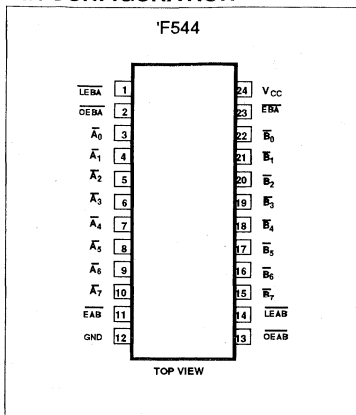 'F544
LEBA 1 24 VCC
OEBA 2 23 EBA
A0 3 22 B0
A1 4 21 B1
A2 5 20 B2
A3 6 19 B3
A4 7 18 B4
A5 8 17 B5
A6 9 16 B6
A7 10 15 B7
EAB 11 14 LEAB
GND 12 13 OEAB
TOP VIEW